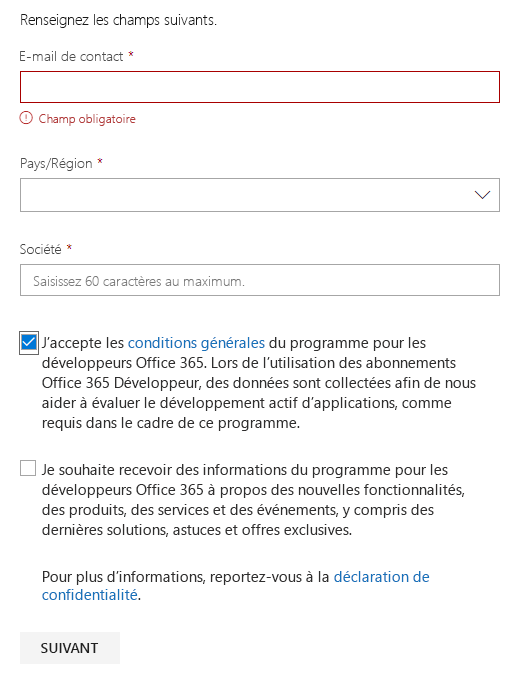 Renseignez les champs suivants.
E-mail de contact *
Champ obligatoire
Pays/Région *
Société *
Saisissez 60 caractères au maximum.
J’accepte les conditions générales du programme pour les
développeurs Office 365. Lors de l’utilisation des abonnements
Office 365 Développeur, des données sont collectées afin de nous
aider à évaluer le développement actif d’applications, comme
requis dans le cadre de ce programme.
Je souhaite recevoir des informations du programme pour les
développeurs Office 365 à propos des nouvelles fonctionnalités,
des produits, des services et des événements, y compris des
dernières solutions, astuces et offres exclusives.
Pour plus d’informations, reportez-vous à la déclaration de
confidentialité.
SUIVANT